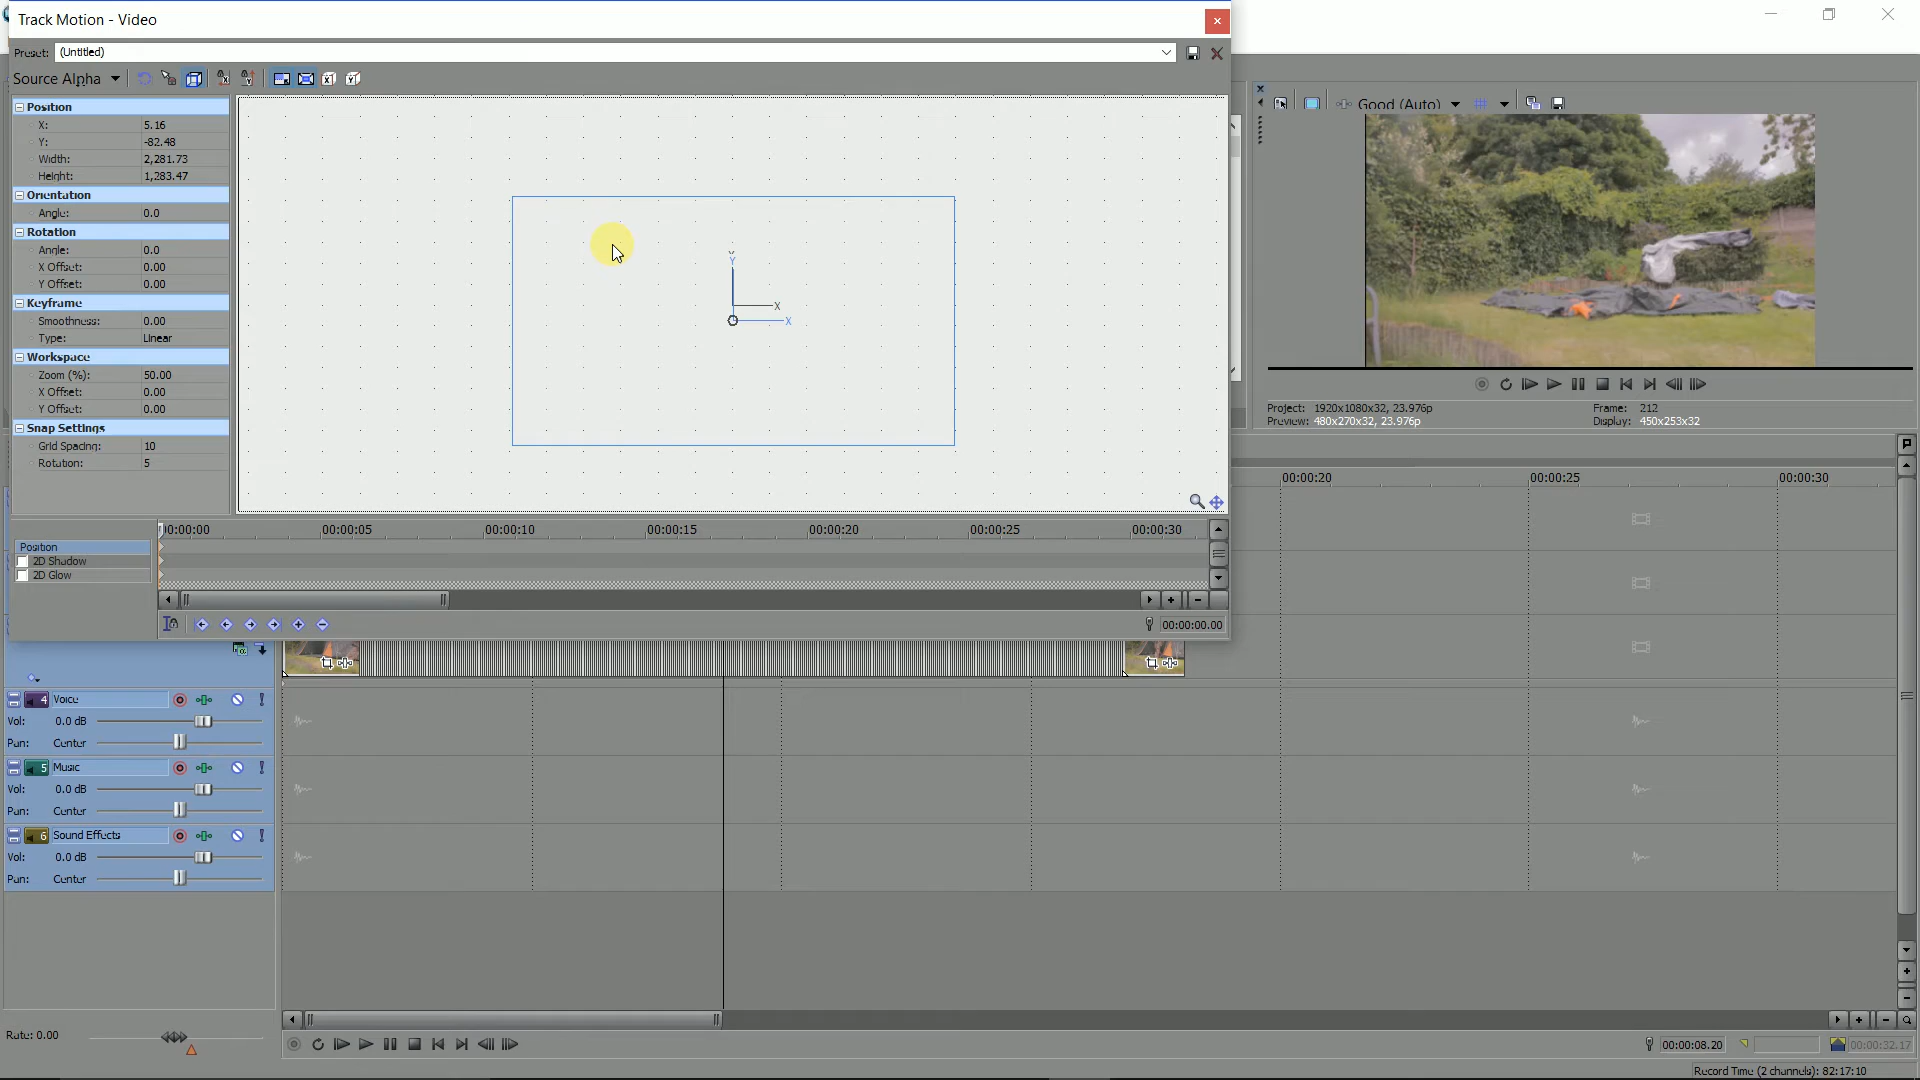 Track Motion - Video
Preset: (Untitled)
Source Alpha
Position
X: 5.16
Y: -82.48
Width: 2,281.73
Height: 1,283.47
Orientation
Angle: 0.0
Rotation
Angle: 0.0
X Offset: 0.00
Y Offset: 0.00
Keyframe
Smoothness: 0.00
Type: Linear
Workspace
Zoom (%): 50.00
X Offset: 0.00
Y Offset: 0.00
Snap Settings
Grid Spacing: 10
Rotation: 5
Y
X
X
Good (Auto)
Project: 1920x1080x32, 23.976p
Preview: 480x270x32, 23.976p
Frame: 212
Display: 450x253x32
00:00:20 00:00:25 00:00:30
00:00:00 00:00:05 00:00:10 00:00:15 00:00:20 00:00:25 00:00:30
Position
2D Shadow
2D Glow
00:00:00.00
4 Voice
Vol: 0.0 dB
Pan: Center
5 Music
Vol: 0.0 dB
Pan: Center
6 Sound Effects
Vol: 0.0 dB
Pan: Center
Rate: 0.00
00:00:08.20
00:00:32.17
Record Time (2 channels): 82:17:10